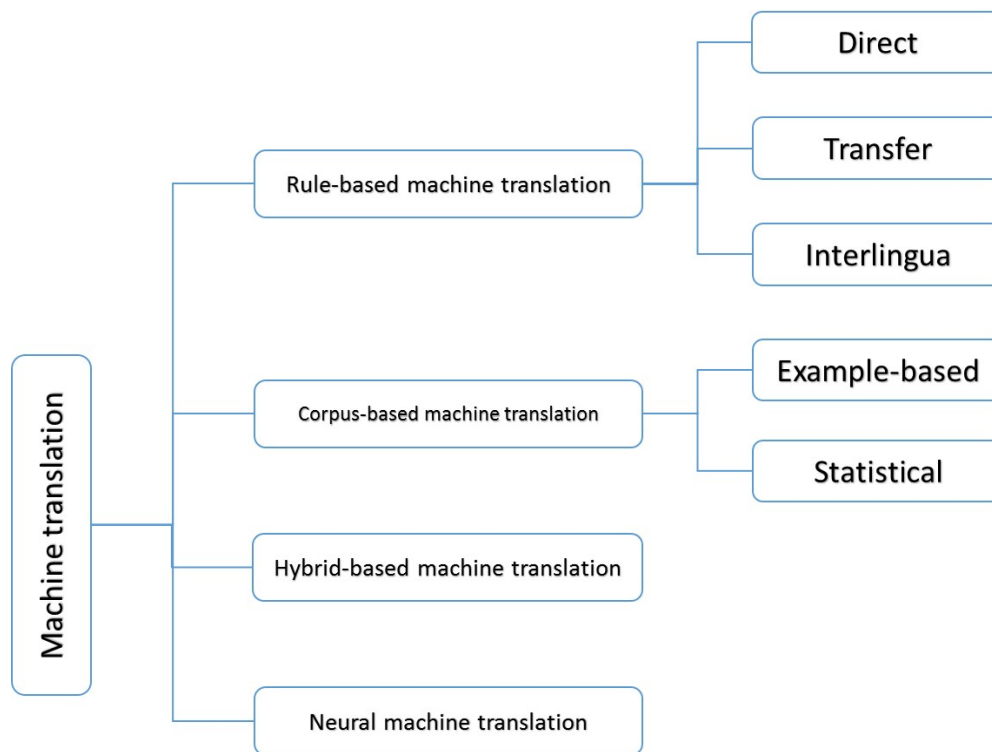 Machine translation
Rule-based machine translation
Direct
Transfer
Interlingua
Corpus-based machine translation
Example-based
Statistical
Hybrid-based machine translation
Neural machine translation